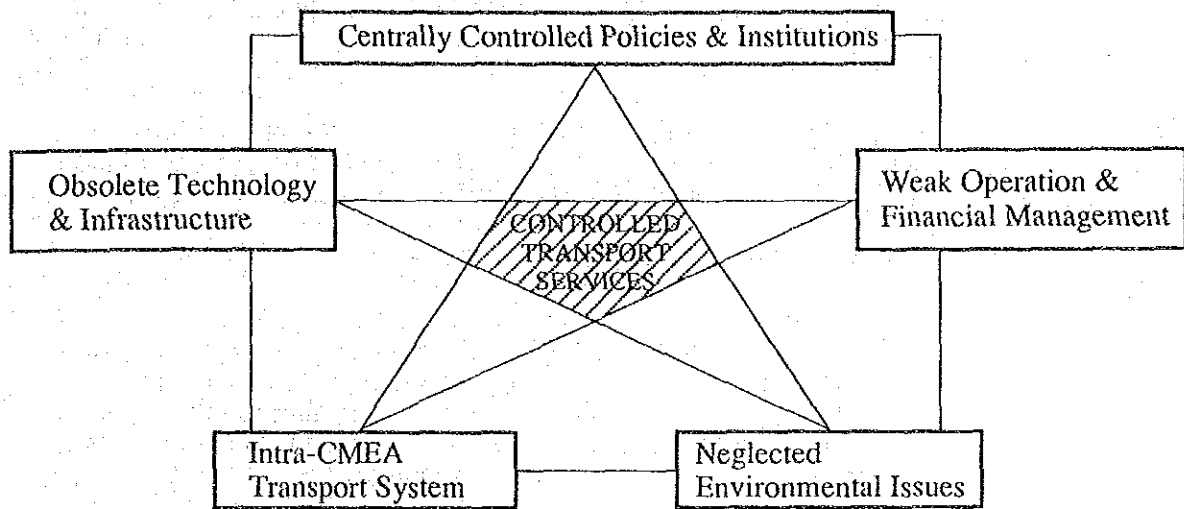 Centrally Controlled Policies & Institutions
Obsolete Technology
& Infrastructure
Weak Operation &
Financial Management
CONTROLLED
TRANSPORT
SERVICES
Intra-CMEA
Transport System
Neglected
Environmental Issues